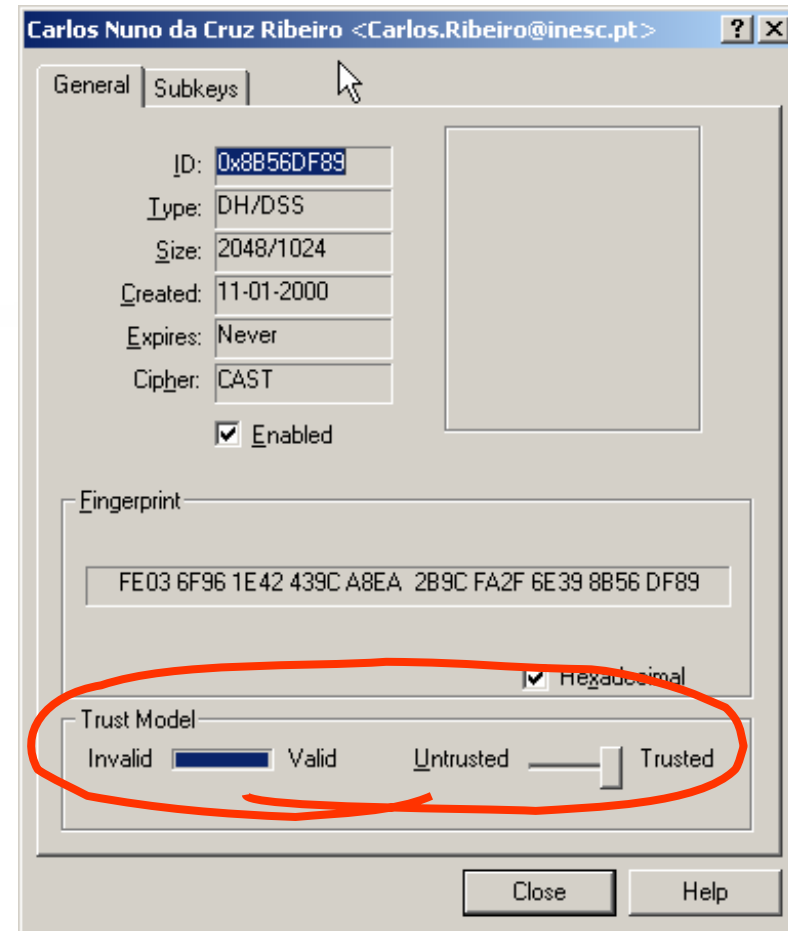 Carlos Nuno da Cruz Ribeiro <Carlos.Ribeiro@inesc.pt>
General Subkeys
ID: 0x8B56DF89
Type: DH/DSS
Size: 2048/1024
Created: 11-01-2000
Expires: Never
Cipher: CAST
Enabled
Fingerprint
FE03 6F96 1E42 439C A8EA 2B9C FA2F 6E39 8B56 DF89
Hexadecimal
Trust Model
Invalid Valid Untrusted Trusted
Close Help